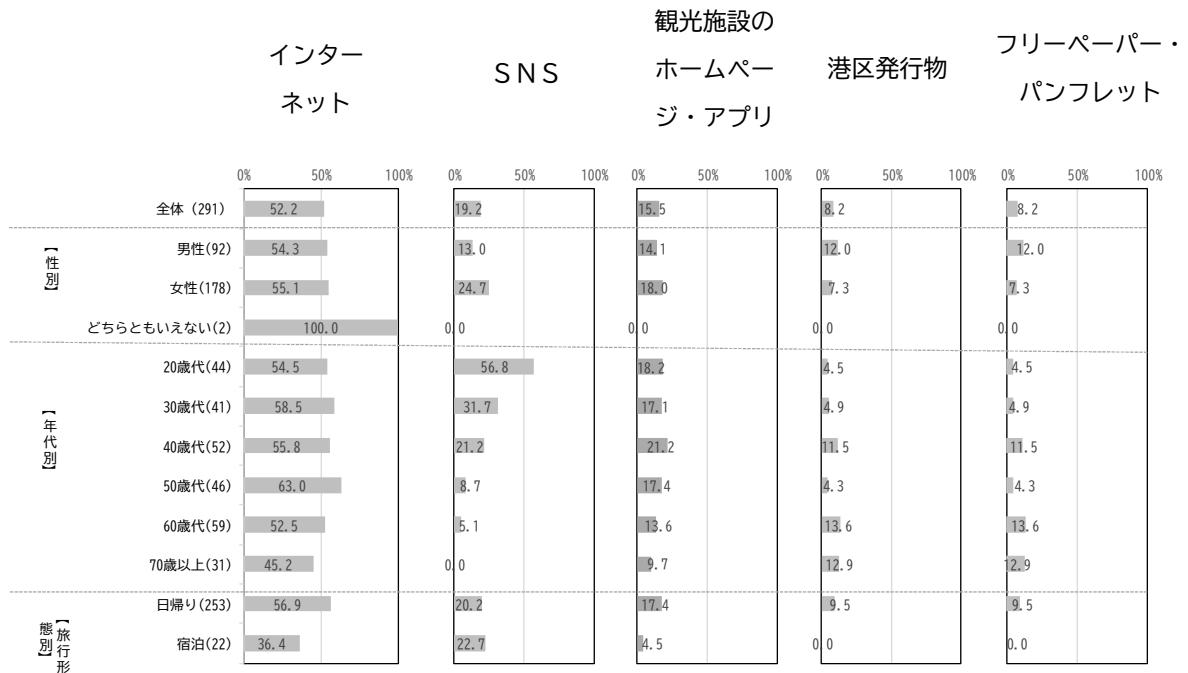 インター
ネット
ＳＮＳ
観光施設の
ホームペー
ジ・アプリ
港区発行物
フリーペーパー・
パンフレット
0% 50% 100% 0% 50% 100% 0% 50% 100% 0% 50% 100% 0% 50% 100%
全体 (291) 52.2 19.2 15.5 8.2 8.2
【性別】
男性(92) 54.3 13.0 14.1 12.0 12.0
女性(178) 55.1 24.7 18.0 7.3 7.3
どちらともいえない(2) 100.0 0.0 0.0 0.0 0.0
【年代別】
20歳代(44) 54.5 56.8 18.2 4.5 4.5
30歳代(41) 58.5 31.7 17.1 4.9 4.9
40歳代(52) 55.8 21.2 21.2 11.5 11.5
50歳代(46) 63.0 8.7 17.4 4.3 4.3
60歳代(59) 52.5 5.1 13.6 13.6 13.6
70歳以上(31) 45.2 0.0 9.7 12.9 12.9
【旅行形
態別】
日帰り(253) 56.9 20.2 17.4 9.5 9.5
宿泊(22) 36.4 22.7 4.5 0.0 0.0